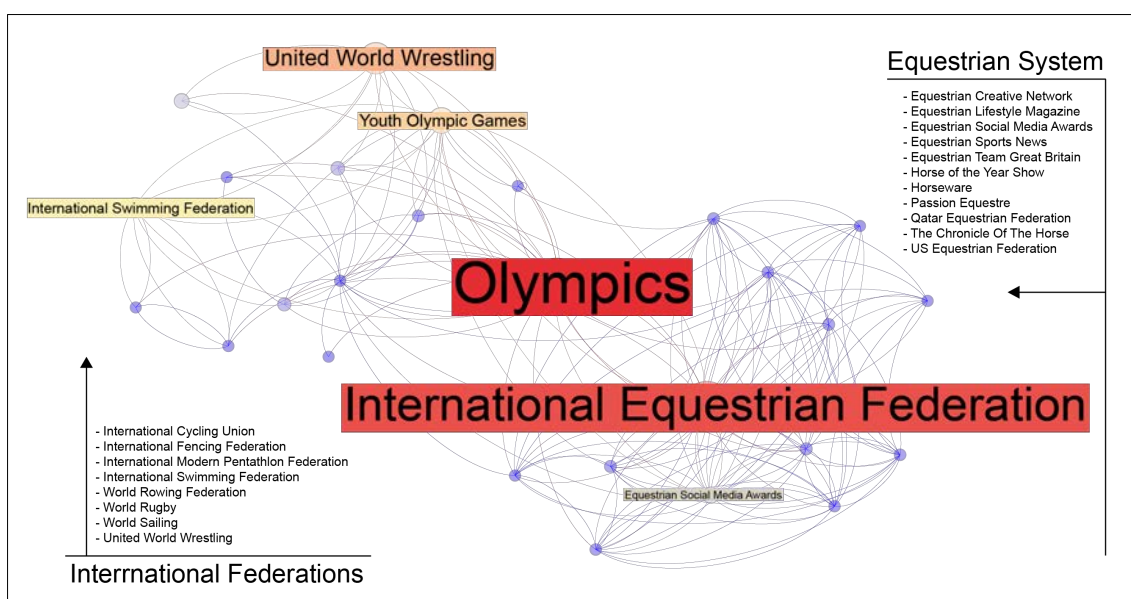 United World Wrestling
Youth Olympic Games
International Swimming Federation
Olympics
International Equestrian Federation
Equestrian Social Media Awards
Equestrian System
- Equestrian Creative Network
- Equestrian Lifestyle Magazine
- Equestrian Social Media Awards
- Equestrian Sports News
- Equestrian Team Great Britain
- Horse of the Year Show
- Horseware
- Passion Equestre
- Qatar Equestrian Federation
- The Chronicle Of The Horse
- US Equestrian Federation
- International Cycling Union
- International Fencing Federation
- International Modern Pentathlon Federation
- International Swimming Federation
- World Rowing Federation
- World Rugby
- World Sailing
- United World Wrestling
Interrnational Federations